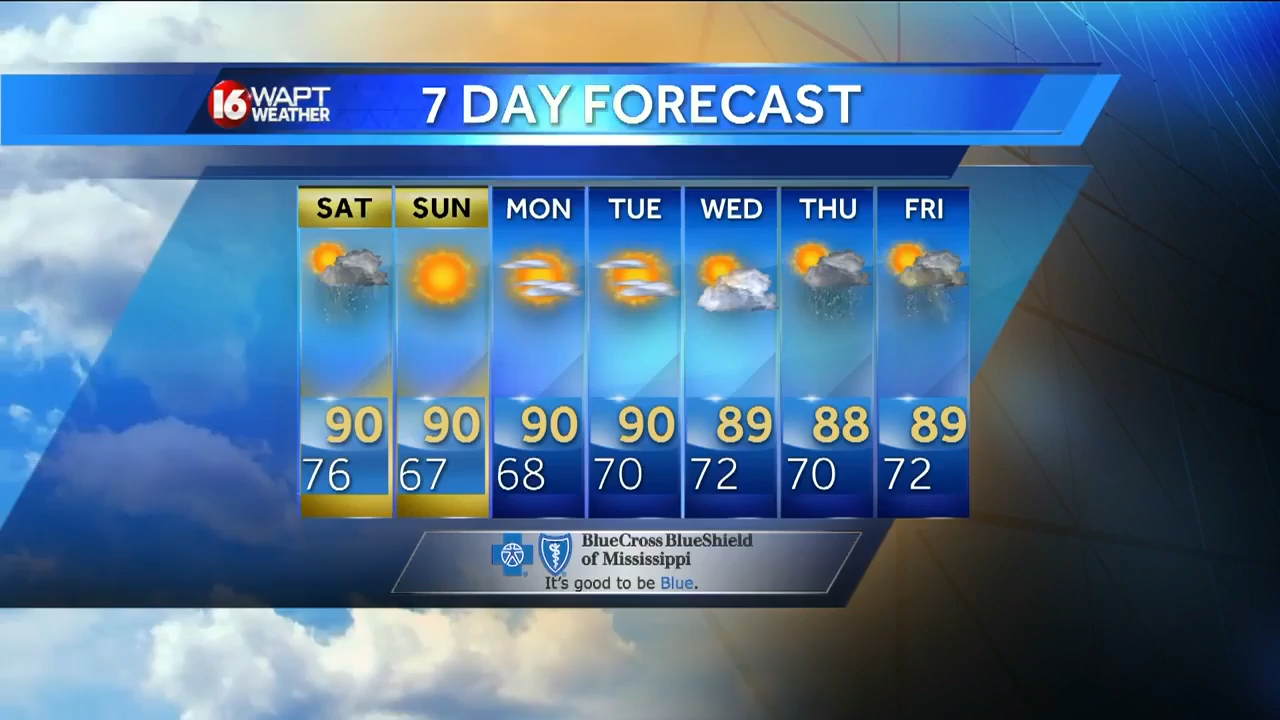 16 WAPT
WEATHER
7 DAY FORECAST
SAT SUN MON TUE WED THU FRI
90 90 90 90 89 88 89
76 67 68 70 72 70 72
BlueCross BlueShield
of Mississippi
It's good to be Blue.